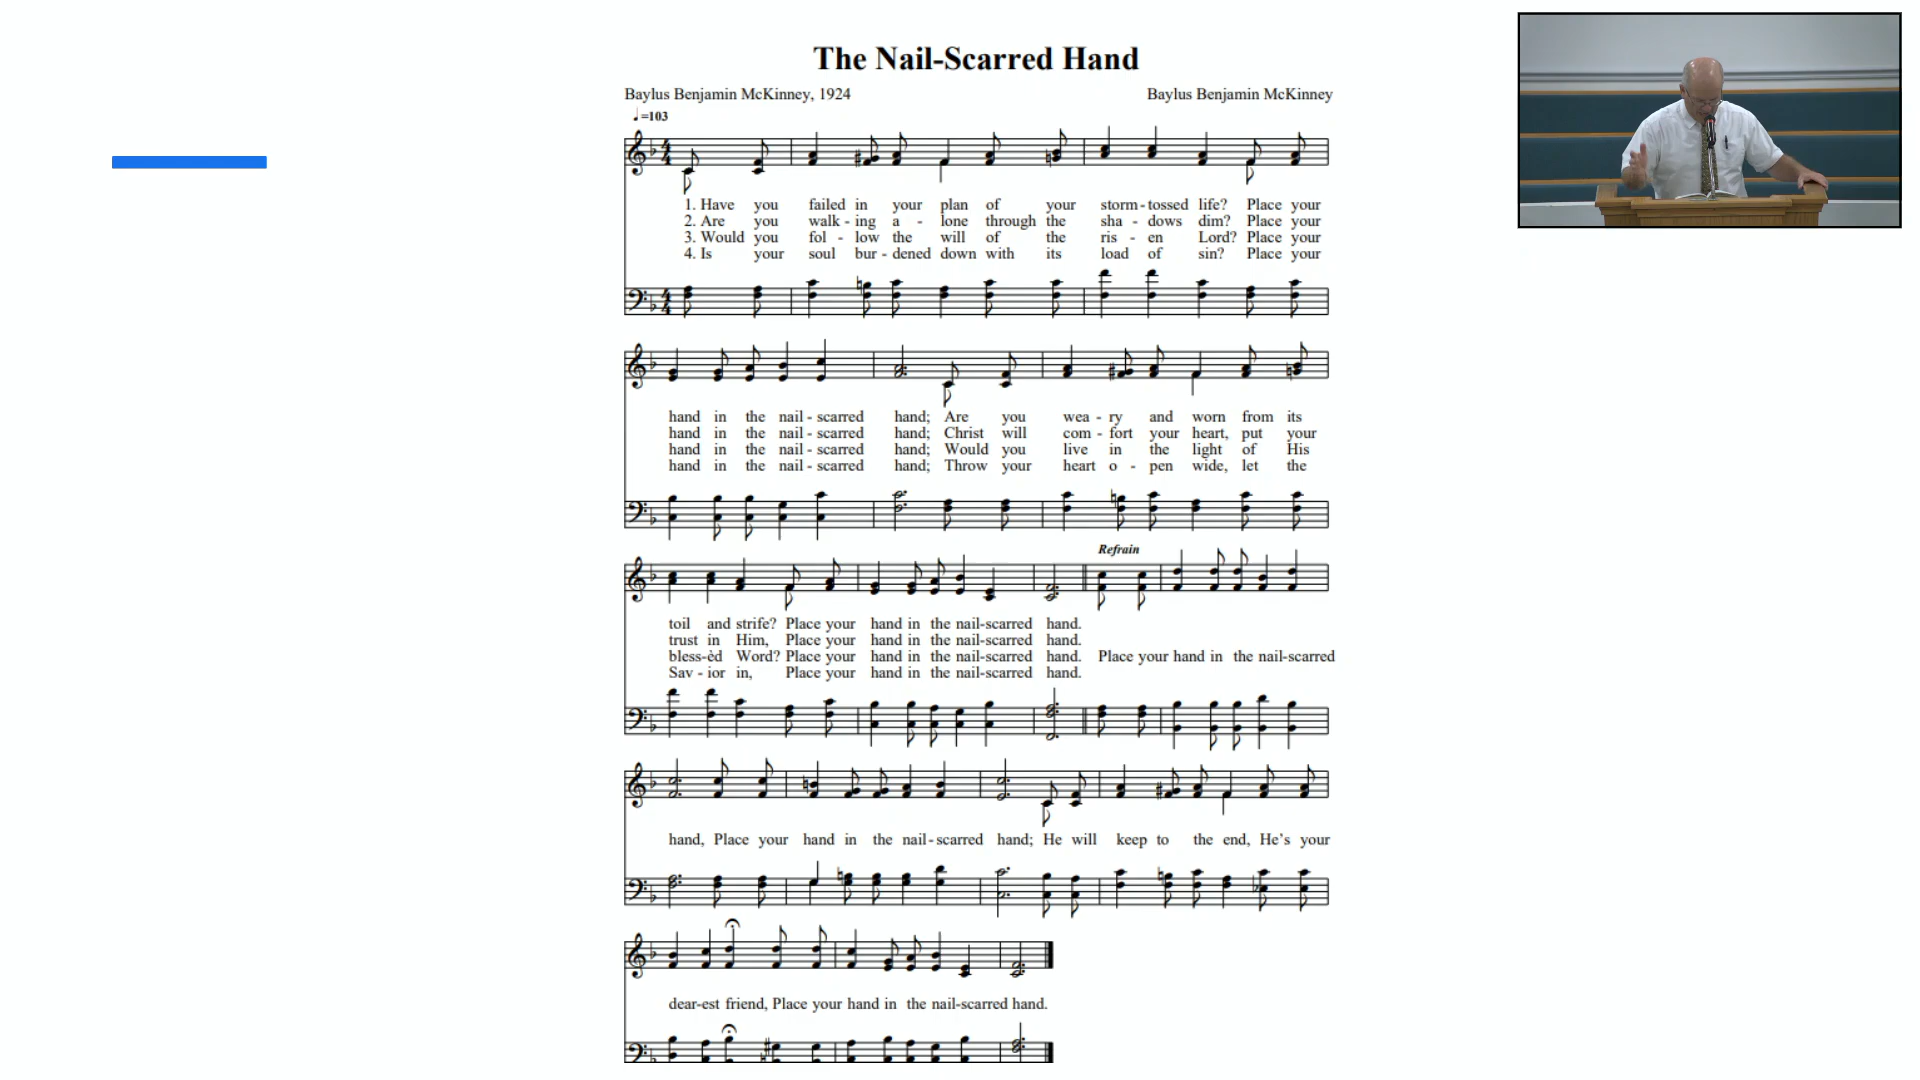 The Nail-Scarred Hand
Baylus Benjamin McKinney, 1924
Baylus Benjamin McKinney
♩=103
1. Have you failed in your plan of your storm-tossed life? Place your
2. Are you walk - ing a - lone through the sha - dows dim? Place your
3. Would you fol - low the will of the ris - en Lord? Place your
4. Is your soul bur - dened down with its load of sin? Place your
hand in the nail - scarred hand; Are you wea - ry and worn from its
hand in the nail - scarred hand; Christ will com - fort your heart, put your
hand in the nail - scarred hand; Would you live in the light of His
hand in the nail - scarred hand; Throw your heart o - pen wide, let the
Refrain
toil and strife? Place your hand in the nail-scarred hand.
trust in Him, Place your hand in the nail-scarred hand.
bless-èd Word? Place your hand in the nail-scarred hand. Place your hand in the nail-scarred
Sav - ior in, Place your hand in the nail-scarred hand.
hand, Place your hand in the nail - scarred hand; He will keep to the end, He's your
dear-est friend, Place your hand in the nail-scarred hand.